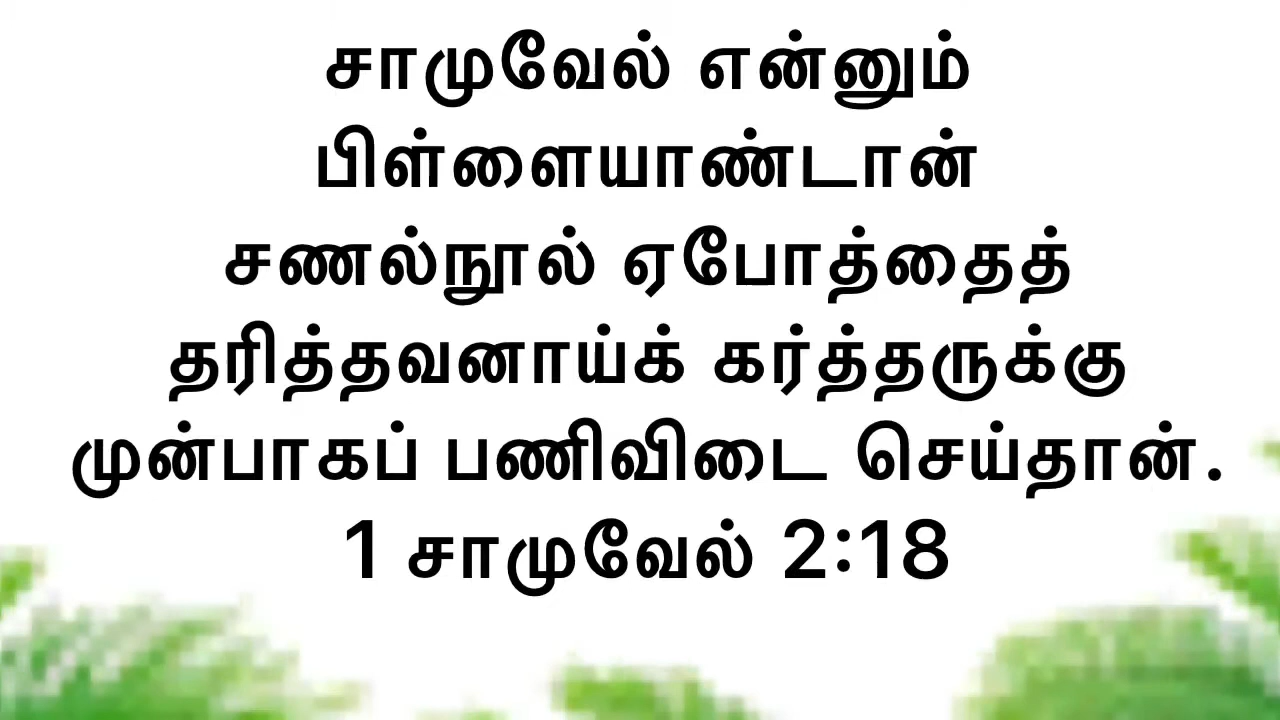 சாமுவேல் என்னும்
பிள்ளையாண்டான்
சணல்நூல் ஏபோத்தைத்
தரித்தவனாய்க் கர்த்தருக்கு
முன்பாகப் பணிவிடை செய்தான்.
1 சாமுவேல் 2:18